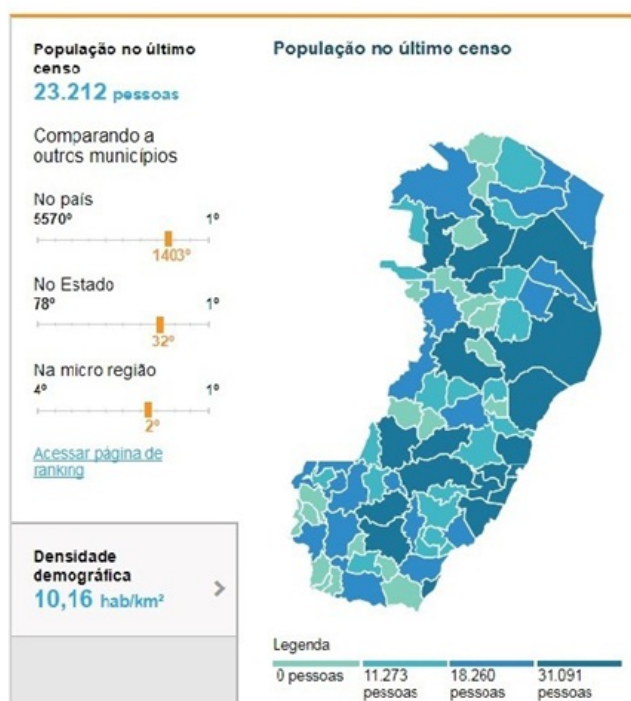 População no último
censo
23.212 pessoas
Comparando a
outros municípios
No país
5570º 1º
1403º
No Estado
78º 1º
32º
Na micro região
4º 1º
2º
Acessar página de
ranking
Densidade
demográfica
10,16 hab/km²
População no último censo
Legenda
0 pessoas 11.273 pessoas 18.260 pessoas 31.091 pessoas